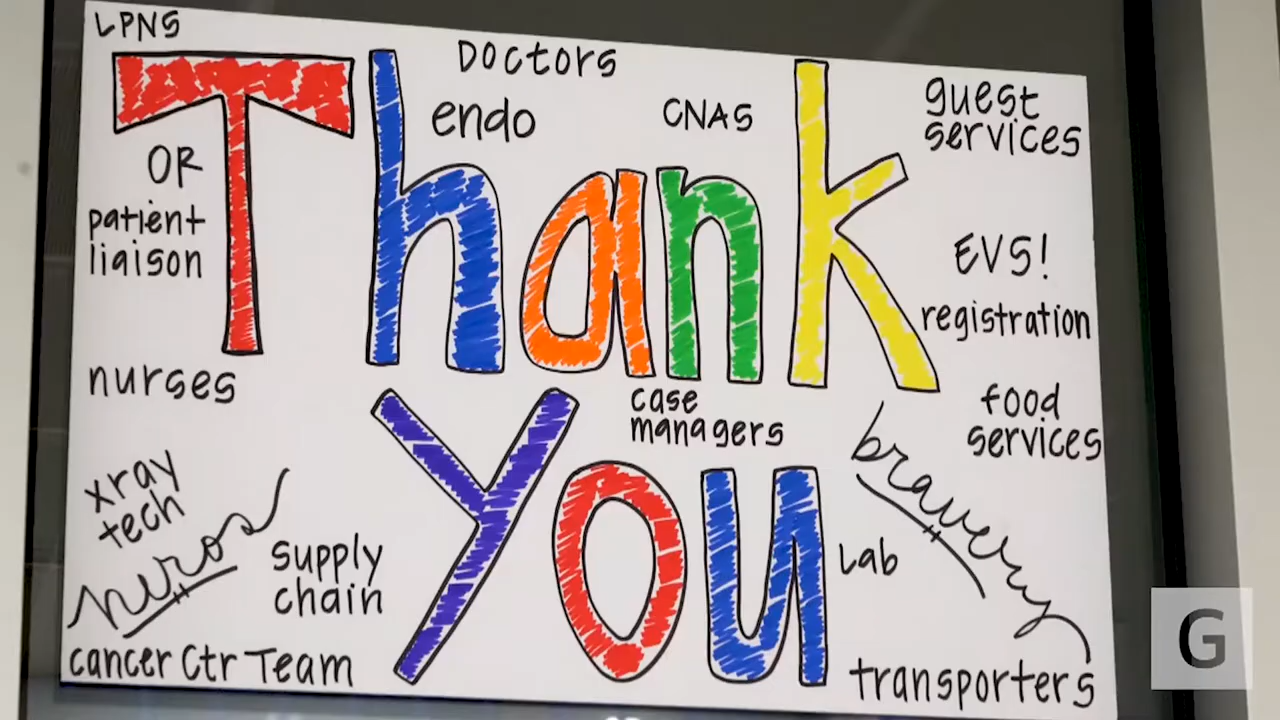 LPNS
Doctors
endo
CNAS
guest
services
Thank
OR
patient
liaison
EVS!
registration
nurses
case
managers
food
services
You
bravery
xray
tech
heros
supply
chain
Lab
cancer Ctr Team
transporters
G